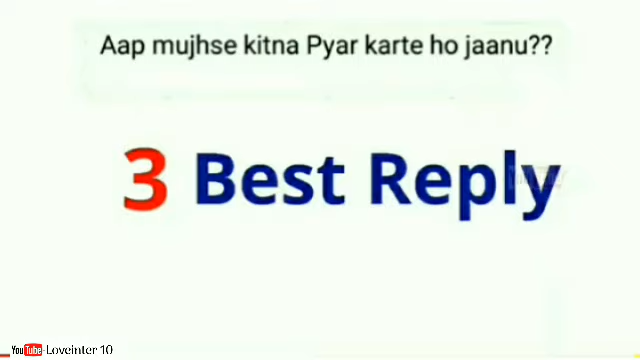 Aap mujhse kitna Pyar karte ho jaanu??
3 Best Reply
YouTube-Loveinter 10